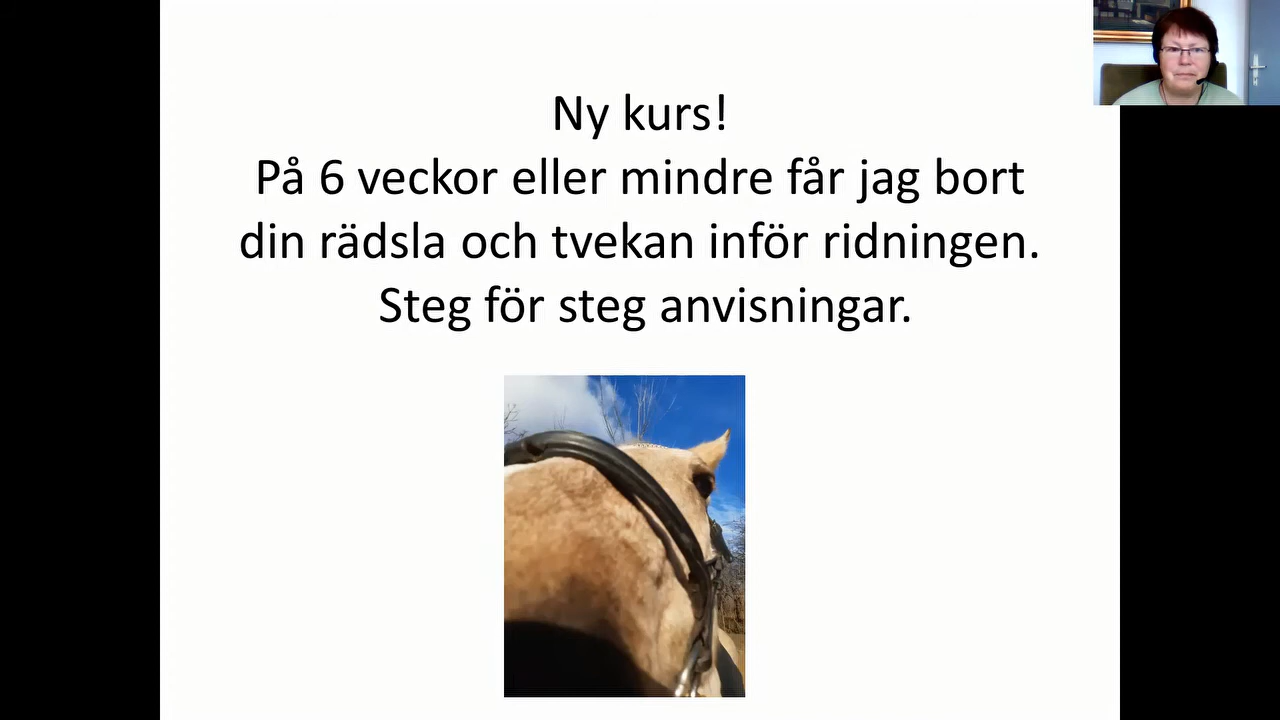 Ny kurs!
På 6 veckor eller mindre får jag bort
din rädsla och tvekan inför ridningen.
Steg för steg anvisningar.